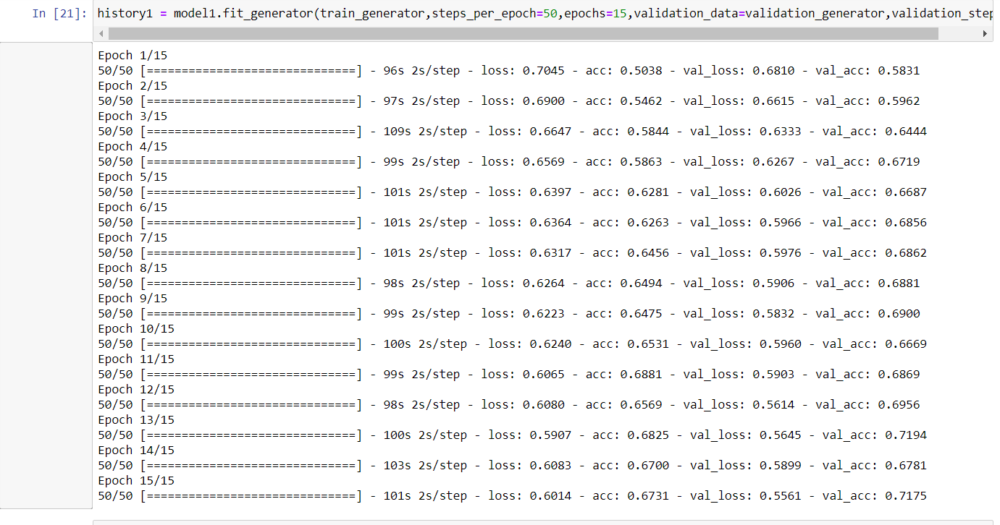 In [21]: history1 = model1.fit_generator(train_generator,steps_per_epoch=50,epochs=15,validation_data=validation_generator,validation_step
Epoch 1/15
50/50 [==============================] - 96s 2s/step - loss: 0.7045 - acc: 0.5038 - val_loss: 0.6810 - val_acc: 0.5831
Epoch 2/15
50/50 [==============================] - 97s 2s/step - loss: 0.6900 - acc: 0.5462 - val_loss: 0.6615 - val_acc: 0.5962
Epoch 3/15
50/50 [==============================] - 109s 2s/step - loss: 0.6647 - acc: 0.5844 - val_loss: 0.6333 - val_acc: 0.6444
Epoch 4/15
50/50 [==============================] - 99s 2s/step - loss: 0.6569 - acc: 0.5863 - val_loss: 0.6267 - val_acc: 0.6719
Epoch 5/15
50/50 [==============================] - 101s 2s/step - loss: 0.6397 - acc: 0.6281 - val_loss: 0.6026 - val_acc: 0.6687
Epoch 6/15
50/50 [==============================] - 101s 2s/step - loss: 0.6364 - acc: 0.6263 - val_loss: 0.5966 - val_acc: 0.6856
Epoch 7/15
50/50 [==============================] - 101s 2s/step - loss: 0.6317 - acc: 0.6456 - val_loss: 0.5976 - val_acc: 0.6862
Epoch 8/15
50/50 [==============================] - 98s 2s/step - loss: 0.6264 - acc: 0.6494 - val_loss: 0.5906 - val_acc: 0.6881
Epoch 9/15
50/50 [==============================] - 99s 2s/step - loss: 0.6223 - acc: 0.6475 - val_loss: 0.5832 - val_acc: 0.6900
Epoch 10/15
50/50 [==============================] - 100s 2s/step - loss: 0.6240 - acc: 0.6531 - val_loss: 0.5960 - val_acc: 0.6669
Epoch 11/15
50/50 [==============================] - 99s 2s/step - loss: 0.6065 - acc: 0.6881 - val_loss: 0.5903 - val_acc: 0.6869
Epoch 12/15
50/50 [==============================] - 98s 2s/step - loss: 0.6080 - acc: 0.6569 - val_loss: 0.5614 - val_acc: 0.6956
Epoch 13/15
50/50 [==============================] - 100s 2s/step - loss: 0.5907 - acc: 0.6825 - val_loss: 0.5645 - val_acc: 0.7194
Epoch 14/15
50/50 [==============================] - 103s 2s/step - loss: 0.6083 - acc: 0.6700 - val_loss: 0.5899 - val_acc: 0.6781
Epoch 15/15
50/50 [==============================] - 101s 2s/step - loss: 0.6014 - acc: 0.6731 - val_loss: 0.5561 - val_acc: 0.7175